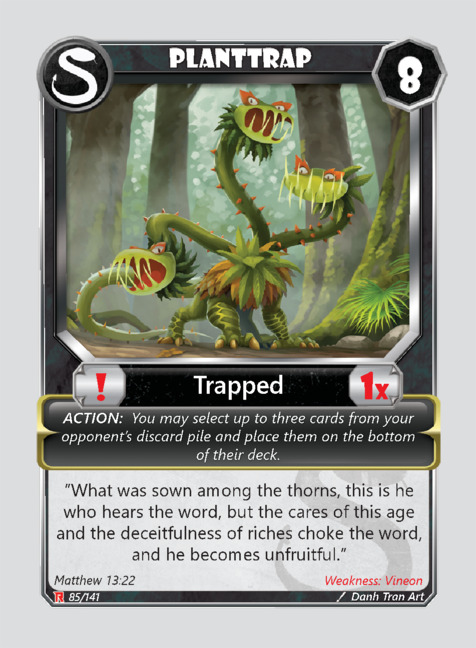 S
PLANTTRAP
8
!
Trapped
1x
ACTION: You may select up to three cards from your
opponent's discard pile and place them on the bottom
of their deck.
"What was sown among the thorns, this is he
who hears the word, but the cares of this age
and the deceitfulness of riches choke the word,
and he becomes unfruitful."
Matthew 13:22
Weakness: Vineon
R 85/141
Danh Tran Art